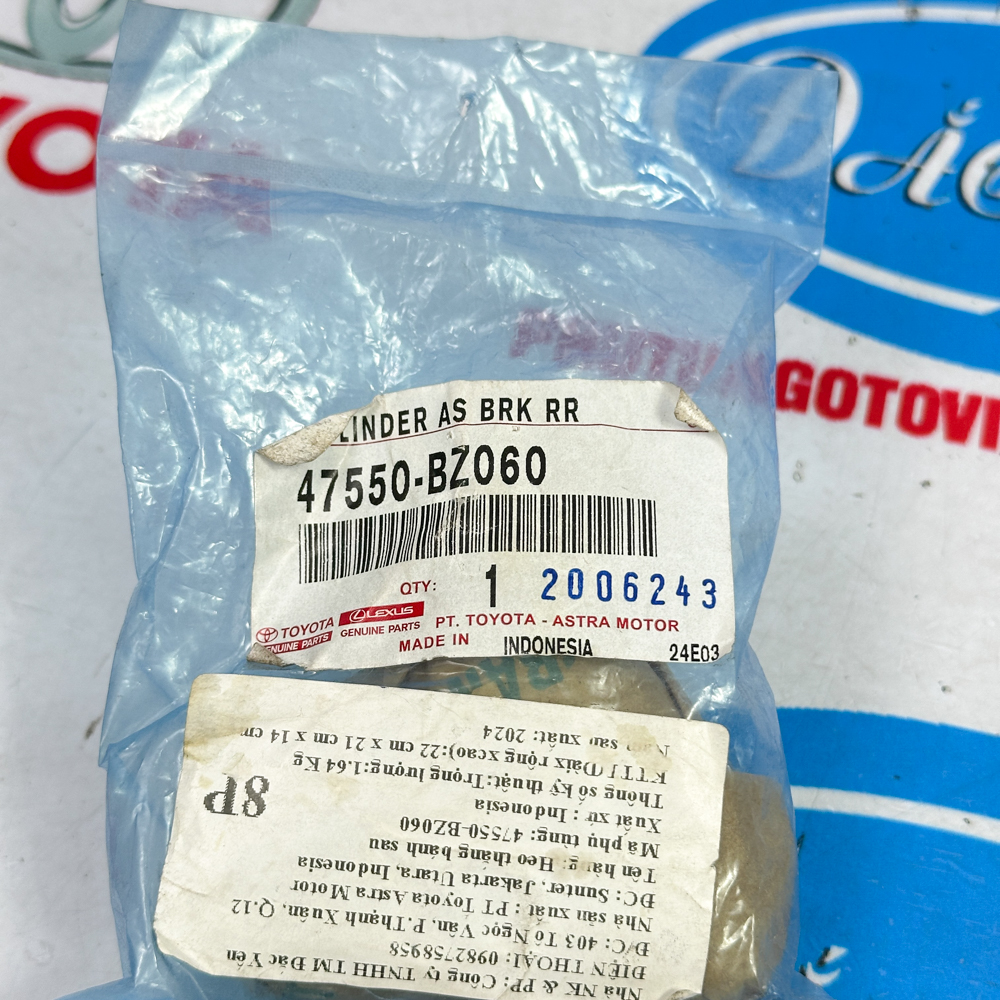 LINDER AS BRK RR
47550-BZ060
QTY: 1 2006243
TOYOTA
GENUINE PARTS
LEXUS
GENUINE PARTS
PT. TOYOTA - ASTRA MOTOR
MADE IN INDONESIA 24E03
Nhà NK & PP: Công ty TNHH TM Đắc Yến
ĐIỆN THOẠI: 0982758958
Đ/C: 403 Tô Ngọc Vân, P.Thạnh Xuân, Q.12
Nhà sản xuất : PT Toyota Astra Motor
ĐC: Sunter, Jakarta Utara, Indonesia
Tên hàng: Heo thắng bánh sau
Mã phụ tùng: 47550-BZ060
Xuất xứ : Indonesia
Thông số kỹ thuật:Trọng lượng:1.64 Kg
KTTT(Dàix rộng xcao):22 cm x 21 cm x 14 cm
Năm sản xuất: 2024
8P
ĐẮC
GOTOV